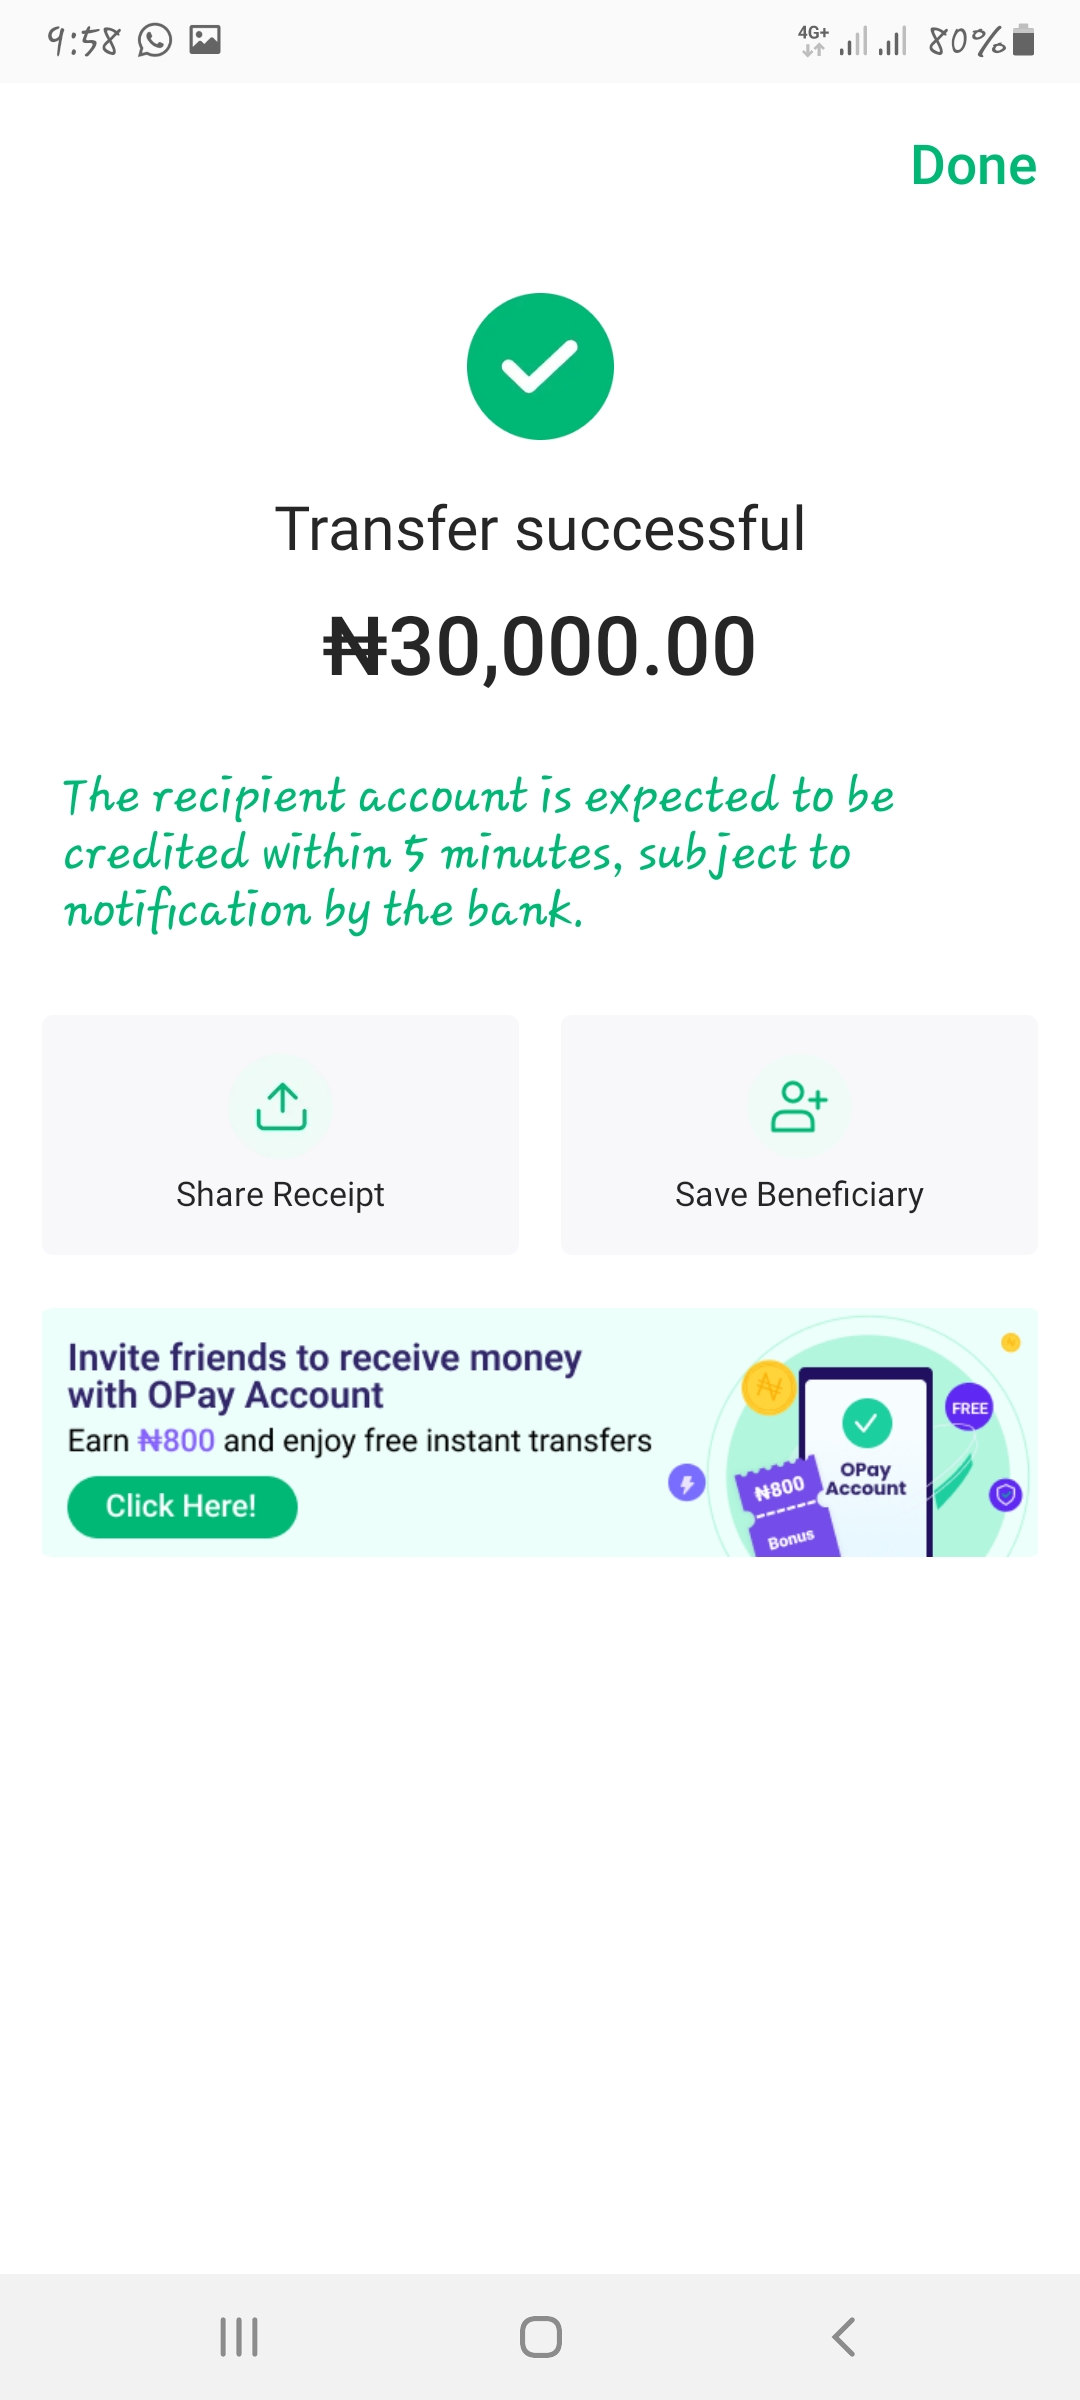 9:58
4G+ 80%
Done
Transfer successful
₦30,000.00
The recipient account is expected to be
credited within 5 minutes, subject to
notification by the bank.
Share Receipt
Save Beneficiary
Invite friends to receive money
with OPay Account
Earn ₦800 and enjoy free instant transfers
Click Here!
FREE
OPay
Account
₦800
Bonus